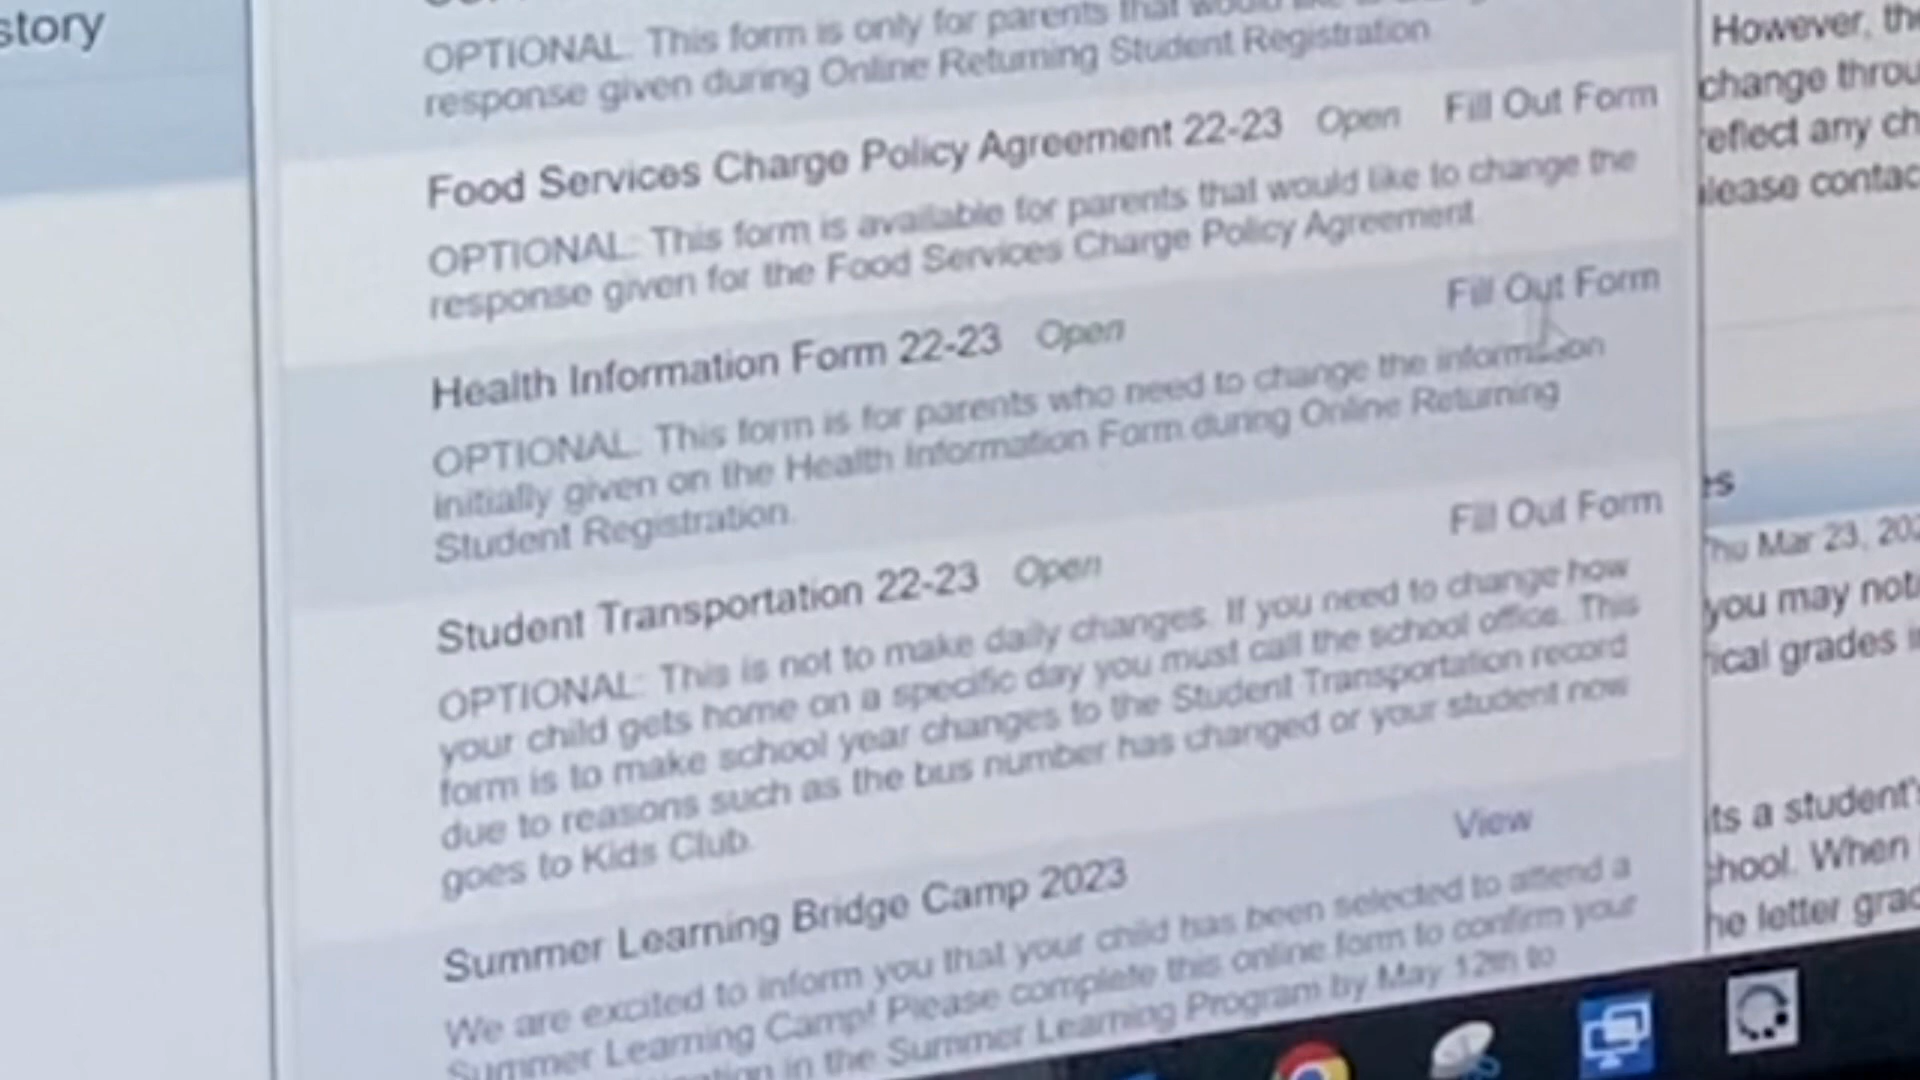 story
OPTIONAL: This form is only for parents that would
response given during Online Returning Student Registration
Food Services Charge Policy Agreement 22-23 Open Fill Out Form
OPTIONAL: This form is available for parents that would like to change the
response given for the Food Services Charge Policy Agreement
Fill Out Form
Health Information Form 22-23 Open
OPTIONAL: This form is for parents who need to change the information
initially given on the Health Information Form during Online Returning
Student Registration.
Fill Out Form
Student Transportation 22-23 Open
OPTIONAL: This is not to make daily changes. If you need to change how
your child gets home on a specific day you must call the school office. This
form is to make school year changes to the Student Transportation record
due to reasons such as the bus number has changed or your student now
goes to Kids Club.
View
Summer Learning Bridge Camp 2023
We are excited to inform you that your child has been selected to attend a
Summer Learning Camp! Please complete this online form to confirm your
in the Summer Learning Program by May 12th to
However, the
change throu
reflect any ch
please contac
es
Thu Mar 23, 202
you may noti
ical grades i
ts a student's
chool. When
he letter grad